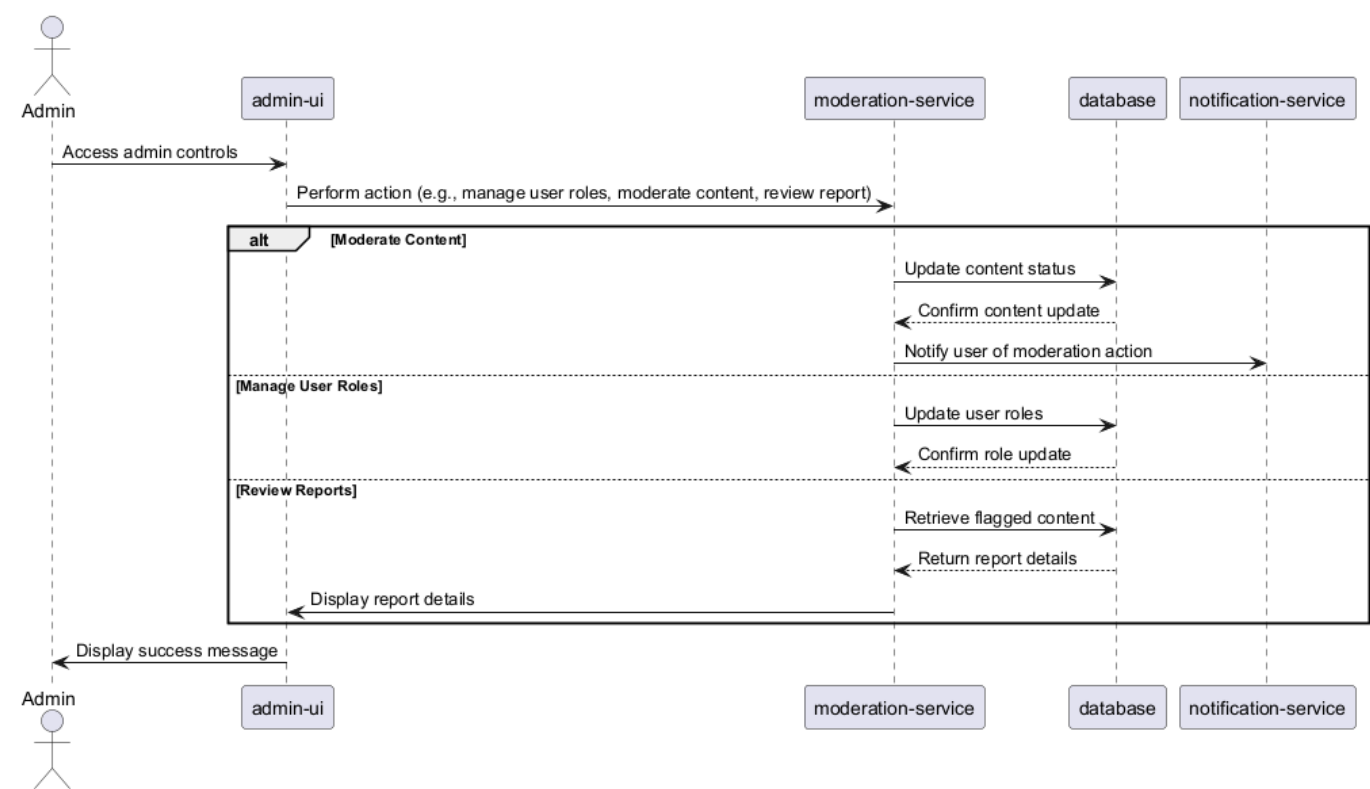 Admin
admin-ui
moderation-service
database
notification-service
Access admin controls
Perform action (e.g., manage user roles, moderate content, review report)
alt
[Moderate Content]
Update content status
Confirm content update
Notify user of moderation action
[Manage User Roles]
Update user roles
Confirm role update
[Review Reports]
Retrieve flagged content
Return report details
Display report details
Display success message
Admin
admin-ui
moderation-service
database
notification-service